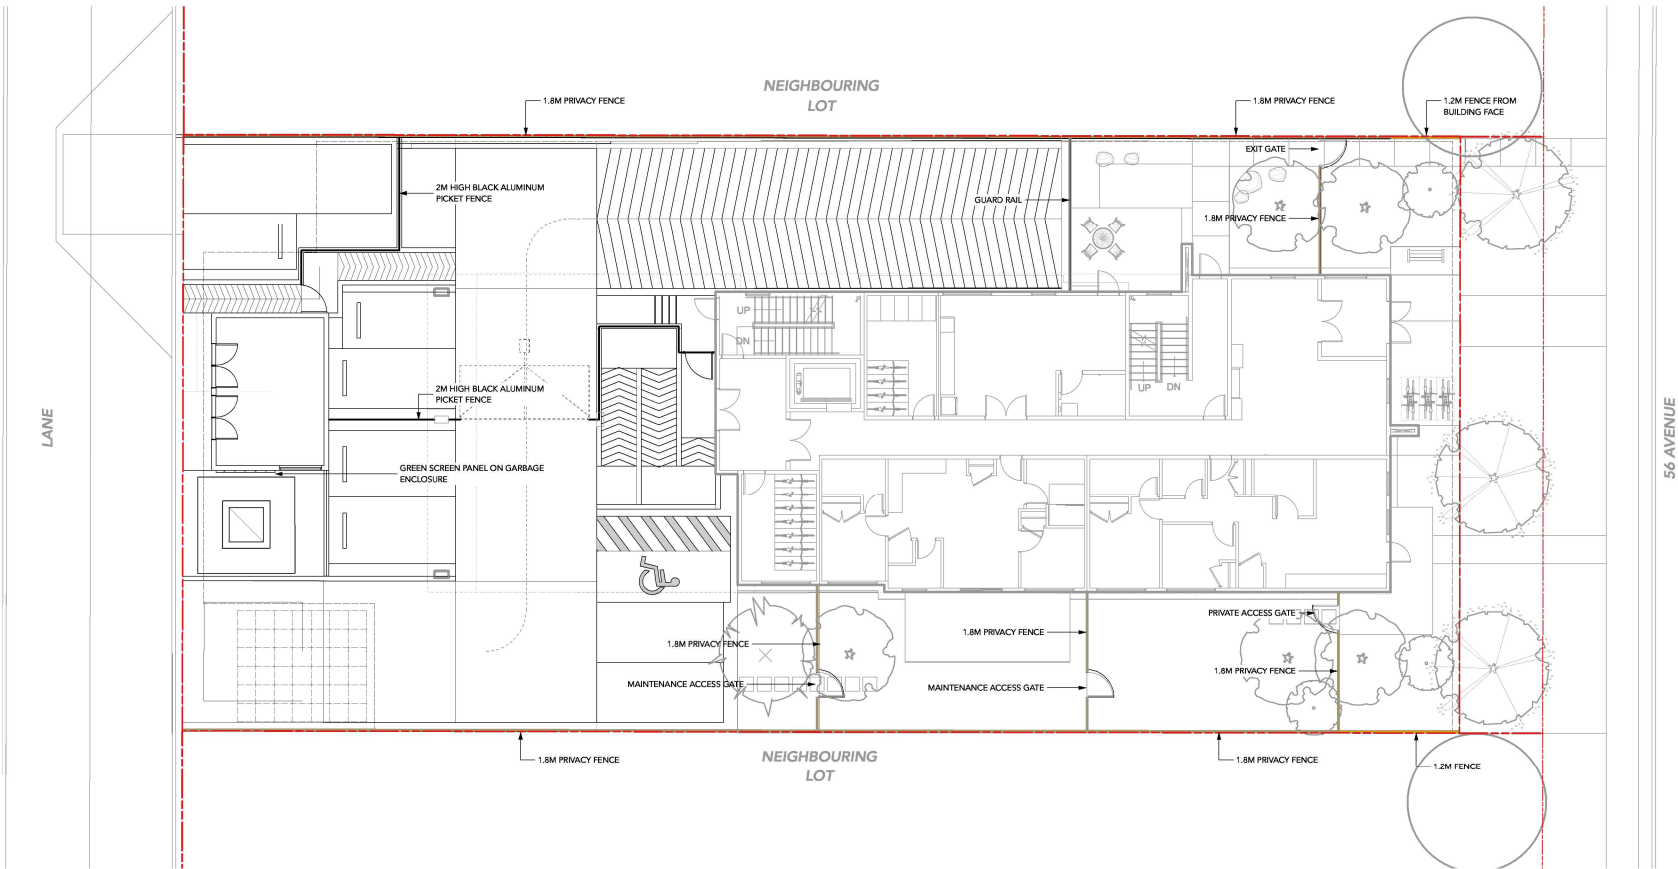 NEIGHBOURING
LOT
1.8M PRIVACY FENCE
1.8M PRIVACY FENCE
1.2M FENCE FROM
BUILDING FACE
EXIT GATE
2M HIGH BLACK ALUMINUM
PICKET FENCE
GUARD RAIL
1.8M PRIVACY FENCE
UP
DN
UP
DN
2M HIGH BLACK ALUMINUM
PICKET FENCE
LANE
56 AVENUE
GREEN SCREEN PANEL ON GARBAGE
ENCLOSURE
PRIVATE ACCESS GATE
1.8M PRIVACY FENCE
1.8M PRIVACY FENCE
1.8M PRIVACY FENCE
MAINTENANCE ACCESS GATE
MAINTENANCE ACCESS GATE
1.8M PRIVACY FENCE
NEIGHBOURING
LOT
1.8M PRIVACY FENCE
1.2M FENCE